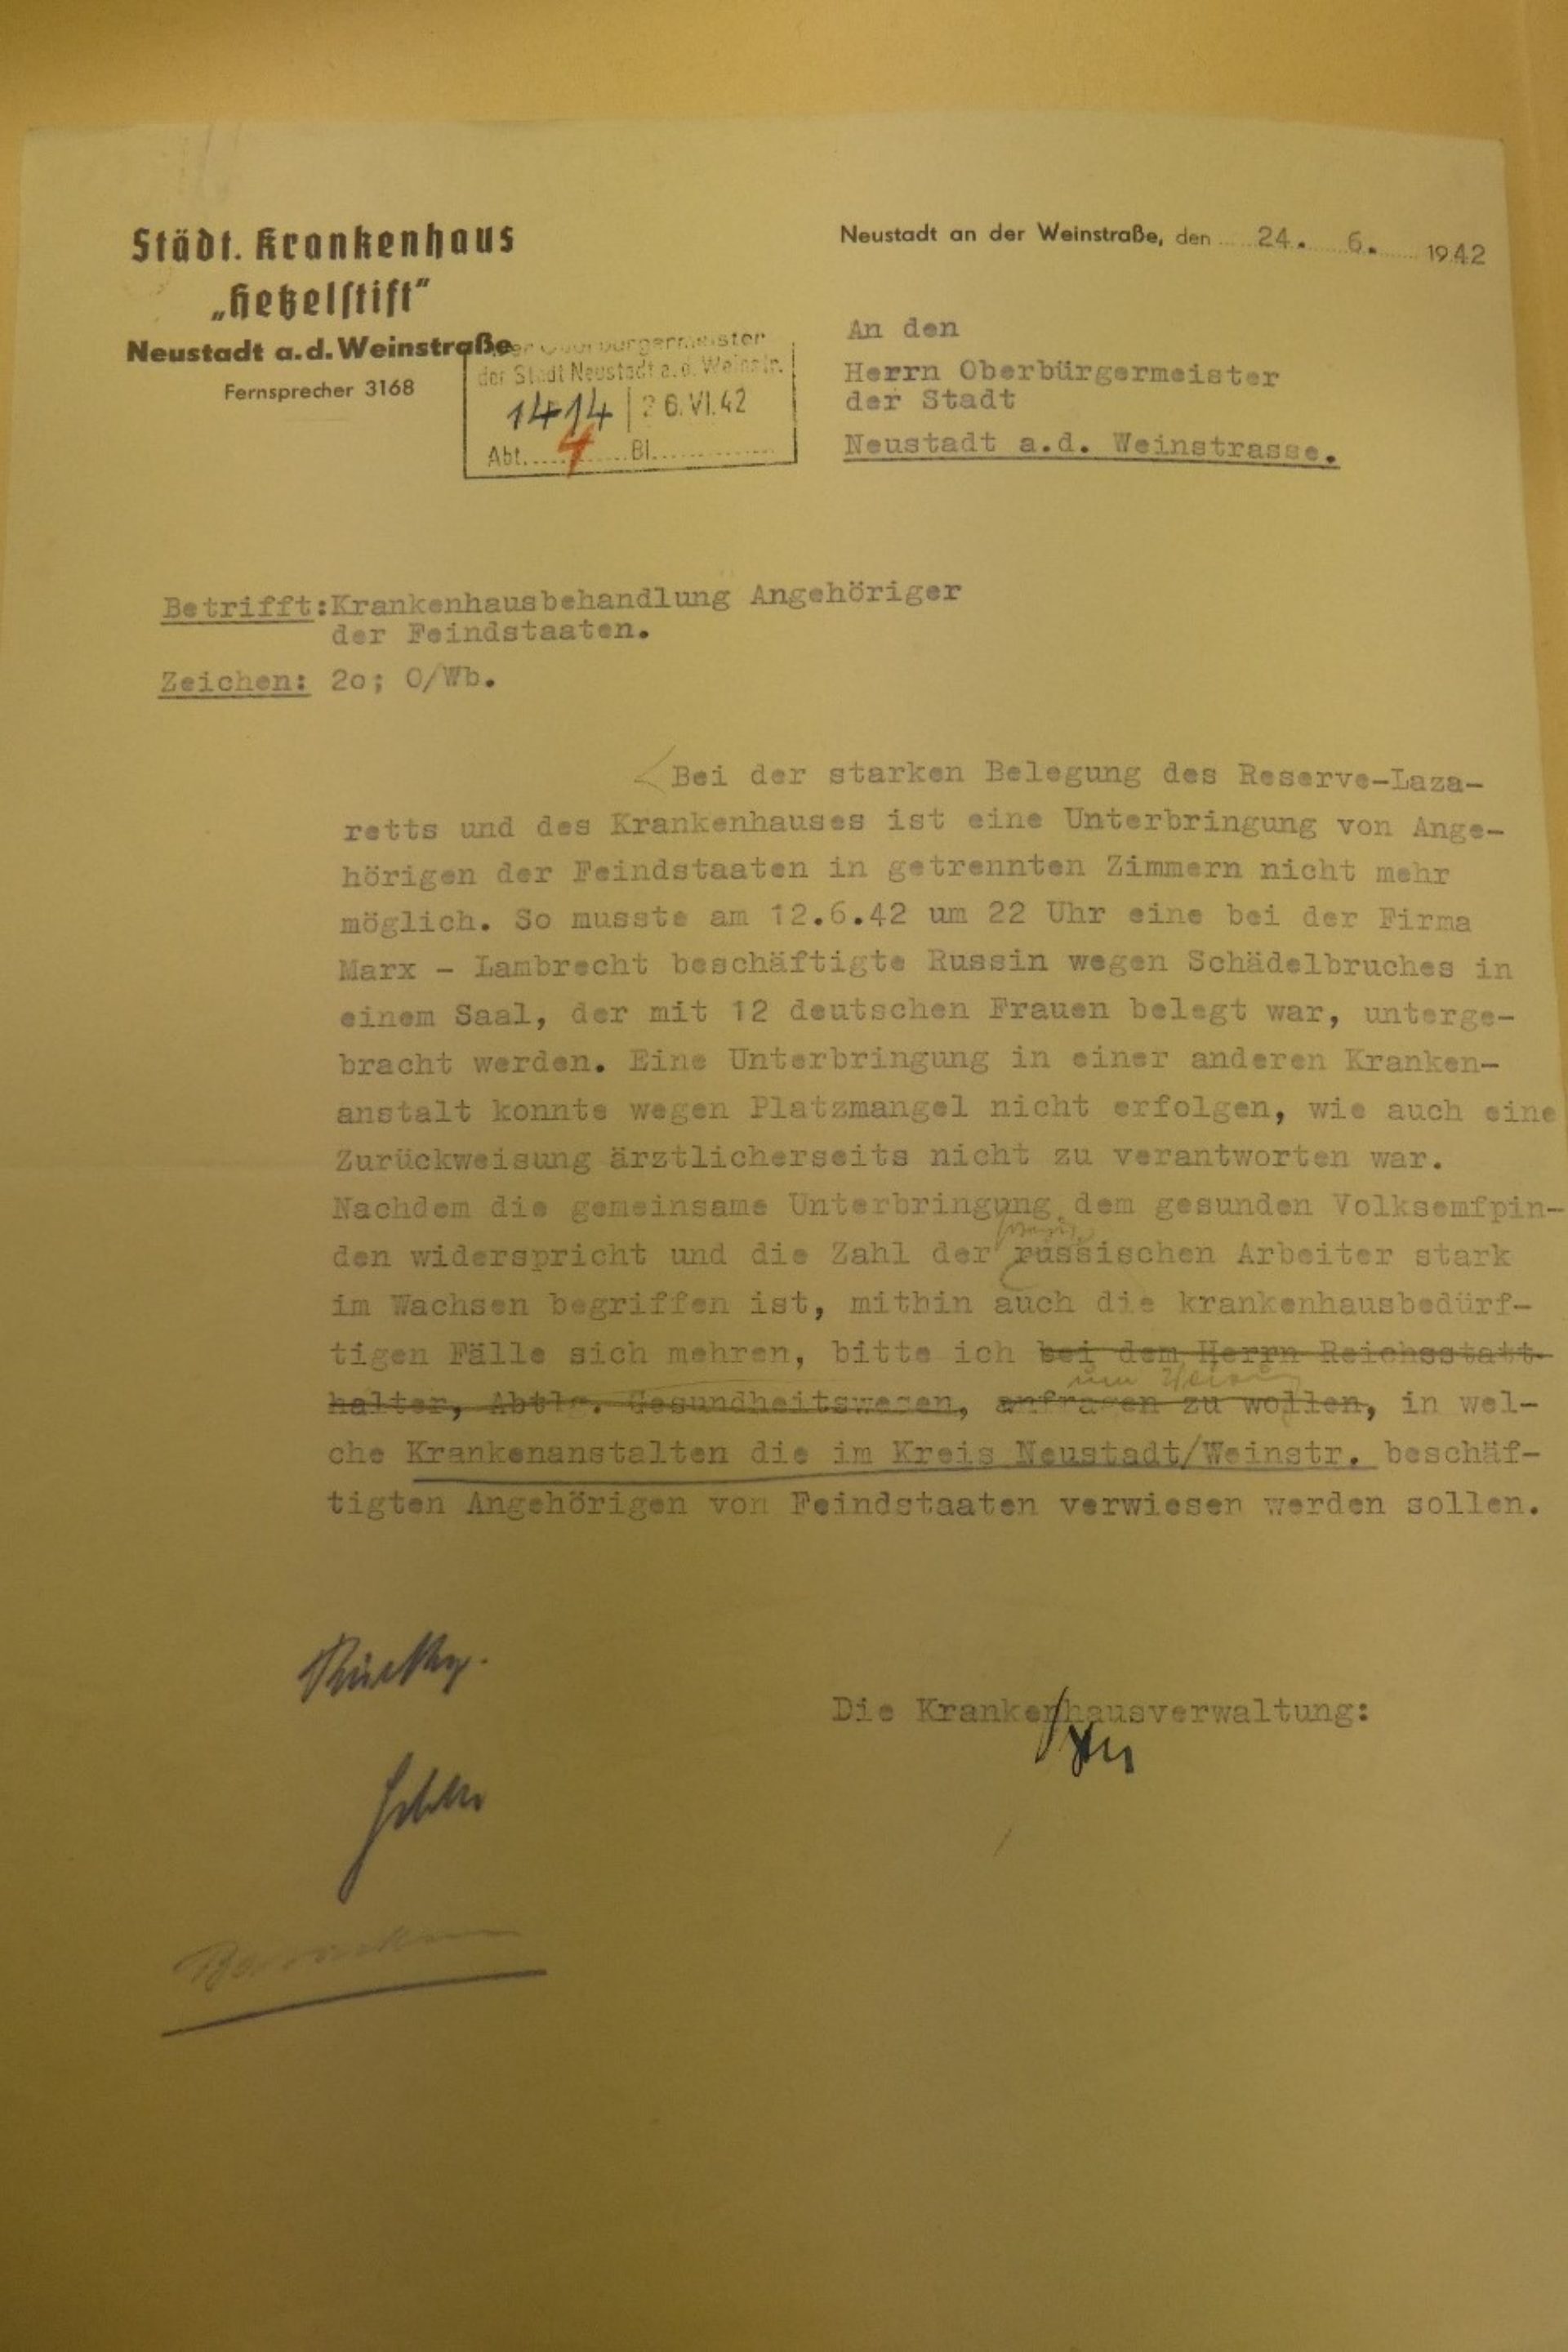 Städt. Krankenhaus
„Hetzelstift"
Neustadt a.d. Weinstraße
Fernsprecher 3168
Der Oberbürgermeister
der Stadt Neustadt a.d. Weinstr.
1414 26.VI.42
Abt. 4 Bl.
Neustadt an der Weinstraße, den 24. 6. 1942
An den
Herrn Oberbürgermeister
der Stadt
Neustadt a.d. Weinstrasse.
Betrifft: Krankenhausbehandlung Angehöriger
der Feindstaaten.
Zeichen: 2o; O/Wb.
Bei der starken Belegung des Reserve-Laza-
retts und des Krankenhauses ist eine Unterbringung von Ange-
hörigen der Feindstaaten in getrennten Zimmern nicht mehr
möglich. So musste am 12.6.42 um 22 Uhr eine bei der Firma
Marx - Lambrecht beschäftigte Russin wegen Schädelbruches in
einem Saal, der mit 12 deutschen Frauen belegt war, unterge-
bracht werden. Eine Unterbringung in einer anderen Kranken-
anstalt konnte wegen Platzmangel nicht erfolgen, wie auch eine
Zurückweisung ärztlicherseits nicht zu verantworten war.
Nachdem die gemeinsame Unterbringung dem gesunden Volksemfpin-
den widerspricht und die Zahl der russischen Arbeiter stark
im Wachsen begriffen ist, mithin auch die krankenhausbedürf-
tigen Fälle sich mehren, bitte ich bei dem Herrn Reichsstatt-
um
halter, Abtlg. Gesundheitswesen, anfragen zu wollen, in wel-
che Krankenanstalten die im Kreis Neustadt/Weinstr. beschäf-
tigten Angehörigen von Feindstaaten verwiesen werden sollen.
Die Krankenhausverwaltung: